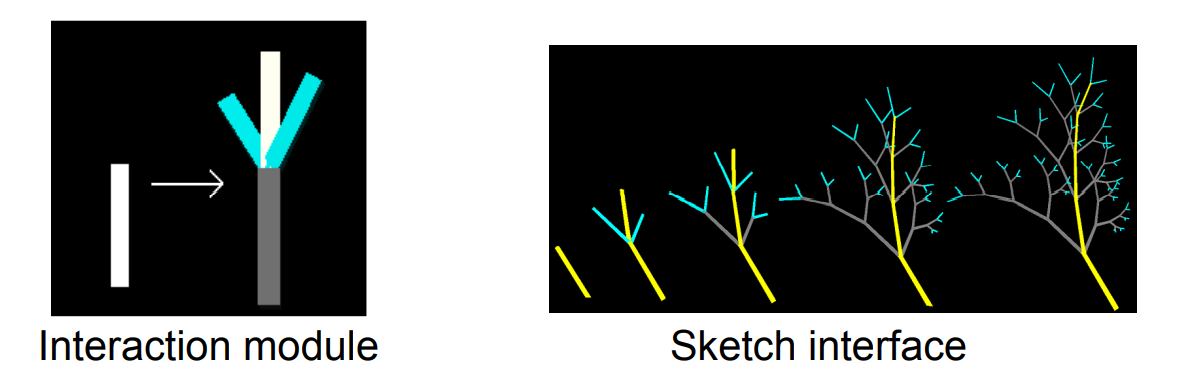 Interaction module
Sketch interface